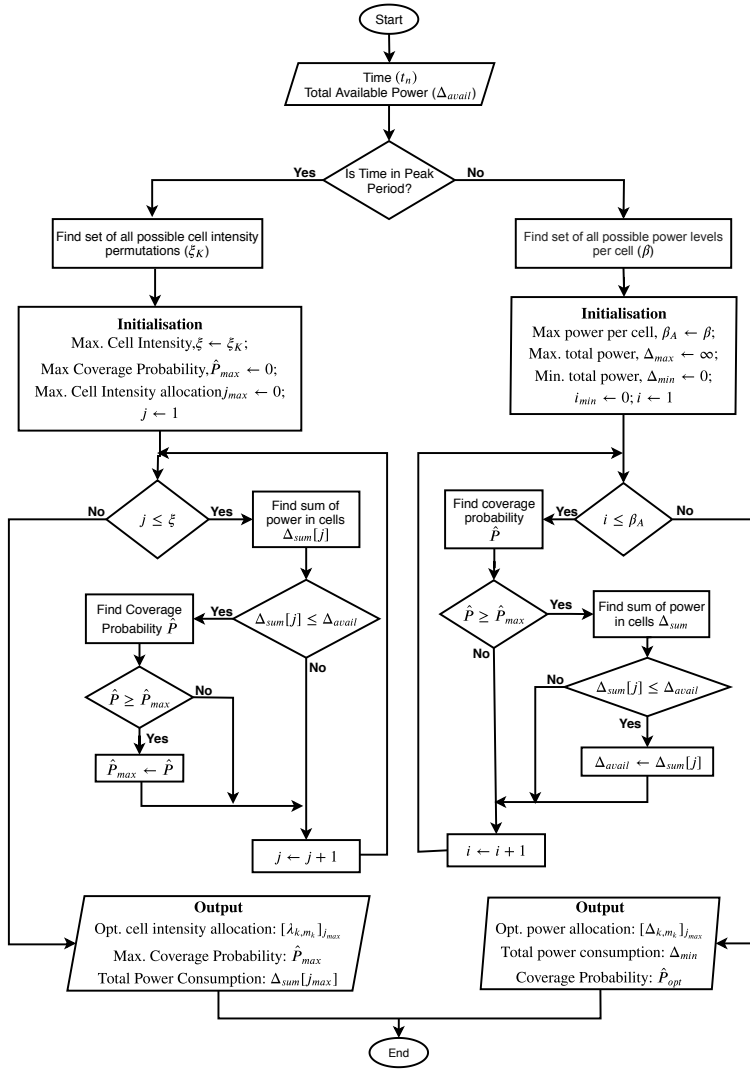 Start
Time (tₙ)
Total Available Power (Δ_avail)
Is Time in Peak
Period?
Yes
No
Find set of all possible cell intensity
permutations (ξ_K)
Initialisation
Max. Cell Intensity,ξ ← ξ_K;
Max Coverage Probability,P̂_max ← 0;
Max. Cell Intensity allocation j_max ← 0;
j ← 1
j ≤ ξ
No
Yes
Find sum of
power in cells
Δ_sum[j]
Δ_sum[j] ≤ Δ_avail
Yes
No
Find Coverage
Probability P̂
P̂ ≥ P̂_max
No
Yes
P̂_max ← P̂
j ← j + 1
Output
Opt. cell intensity allocation: [λ_{k,m_k}]_{j_max}
Max. Coverage Probability: P̂_max
Total Power Consumption: Δ_sum[j_max]
Find set of all possible power levels
per cell (β)
Initialisation
Max power per cell, β_A ← β;
Max. total power, Δ_max ← ∞;
Min. total power, Δ_min ← 0;
i_min ← 0; i ← 1
i ≤ β_A
Yes
No
Find coverage
probability
P̂
P̂ ≥ P̂_max
Yes
No
Find sum of power
in cells Δ_sum
Δ_sum[j] ≤ Δ_avail
No
Yes
Δ_avail ← Δ_sum[j]
i ← i + 1
Output
Opt. power allocation: [Δ_{k,m_k}]_{j_max}
Total power consumption: Δ_min
Coverage Probability: P̂_opt
End